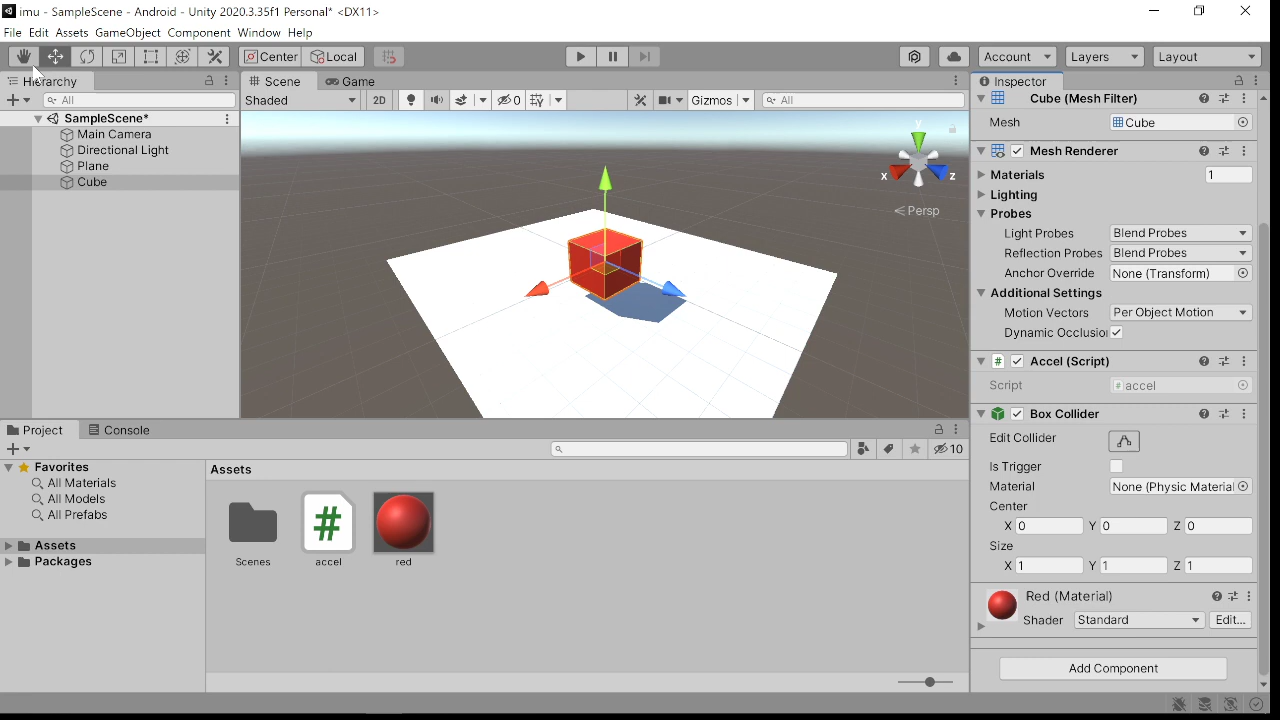 imu - SampleScene - Android - Unity 2020.3.35f1 Personal* <DX11>
File Edit Assets GameObject Component Window Help
Center Local Account Layers Layout
Hierarchy
All
SampleScene*
Main Camera
Directional Light
Plane
Cube
Scene Game
Shaded 2D 0 Gizmos All
y
x z
< Persp
Inspector
Cube (Mesh Filter)
Mesh Cube
Mesh Renderer
Materials 1
Lighting
Probes
Light Probes Blend Probes
Reflection Probes Blend Probes
Anchor Override None (Transform)
Additional Settings
Motion Vectors Per Object Motion
Dynamic Occlusio
# Accel (Script)
Script # accel
Box Collider
Edit Collider
Is Trigger
Material None (Physic Material
Center
X 0 Y 0 Z 0
Size
X 1 Y 1 Z 1
Red (Material)
Shader Standard Edit...
Add Component
Project Console
10
Favorites
All Materials
All Models
All Prefabs
Assets
Packages
Assets
#
Scenes accel red